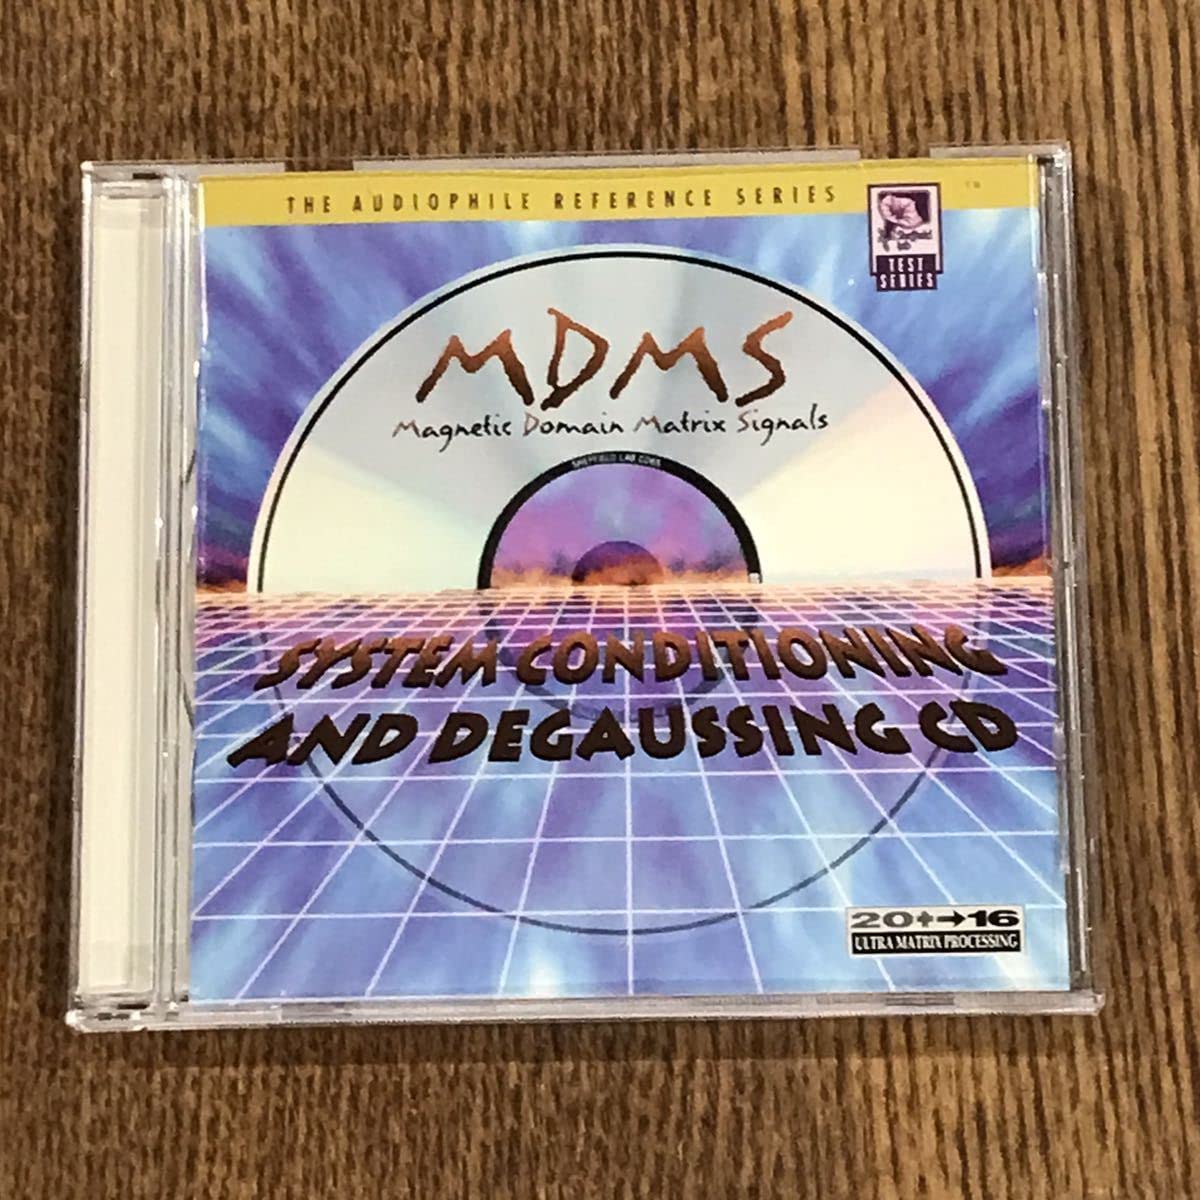 THE AUDIOPHILE REFERENCE SERIES
Sheffield
Lab
TEST
SERIES
MDMS
Magnetic Domain Matrix Signals
SYSTEM CONDITIONING
AND DEGAUSSING CD
20↔16
ULTRA MATRIX PROCESSING